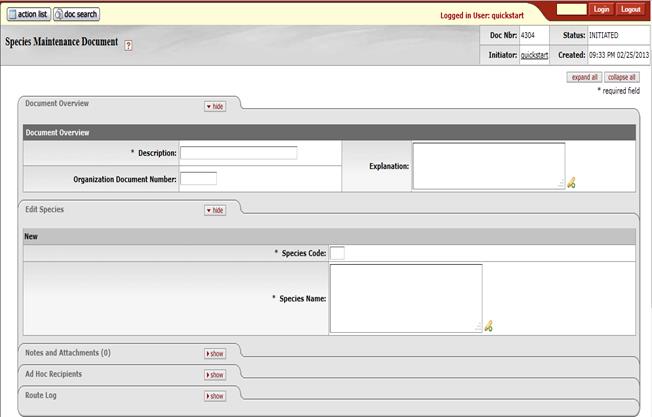 action list doc search
Logged in User: quickstart
Login Logout
Species Maintenance Document ?
Doc Nbr: 4304 Status: INITIATED
Initiator: quickstart Created: 09:33 PM 02/25/2013
expand all collapse all
* required field
Document Overview hide
Document Overview
* Description:
Explanation:
Organization Document Number:
Edit Species hide
New
* Species Code:
* Species Name:
Notes and Attachments (0) show
Ad Hoc Recipients show
Route Log show